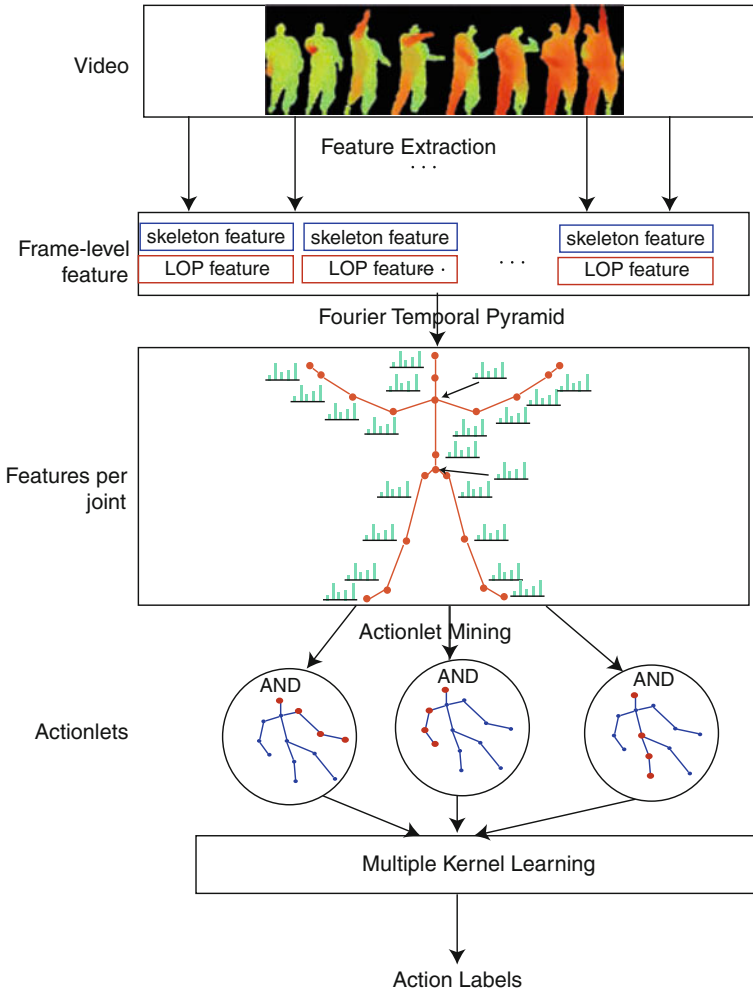 Video
Feature Extraction
. . .
Frame-level
feature
skeleton feature
skeleton feature
skeleton feature
LOP feature
LOP feature
. . .
LOP feature
Fourier Temporal Pyramid
Features per
joint
Actionlet Mining
Actionlets
AND
AND
AND
Multiple Kernel Learning
Action Labels